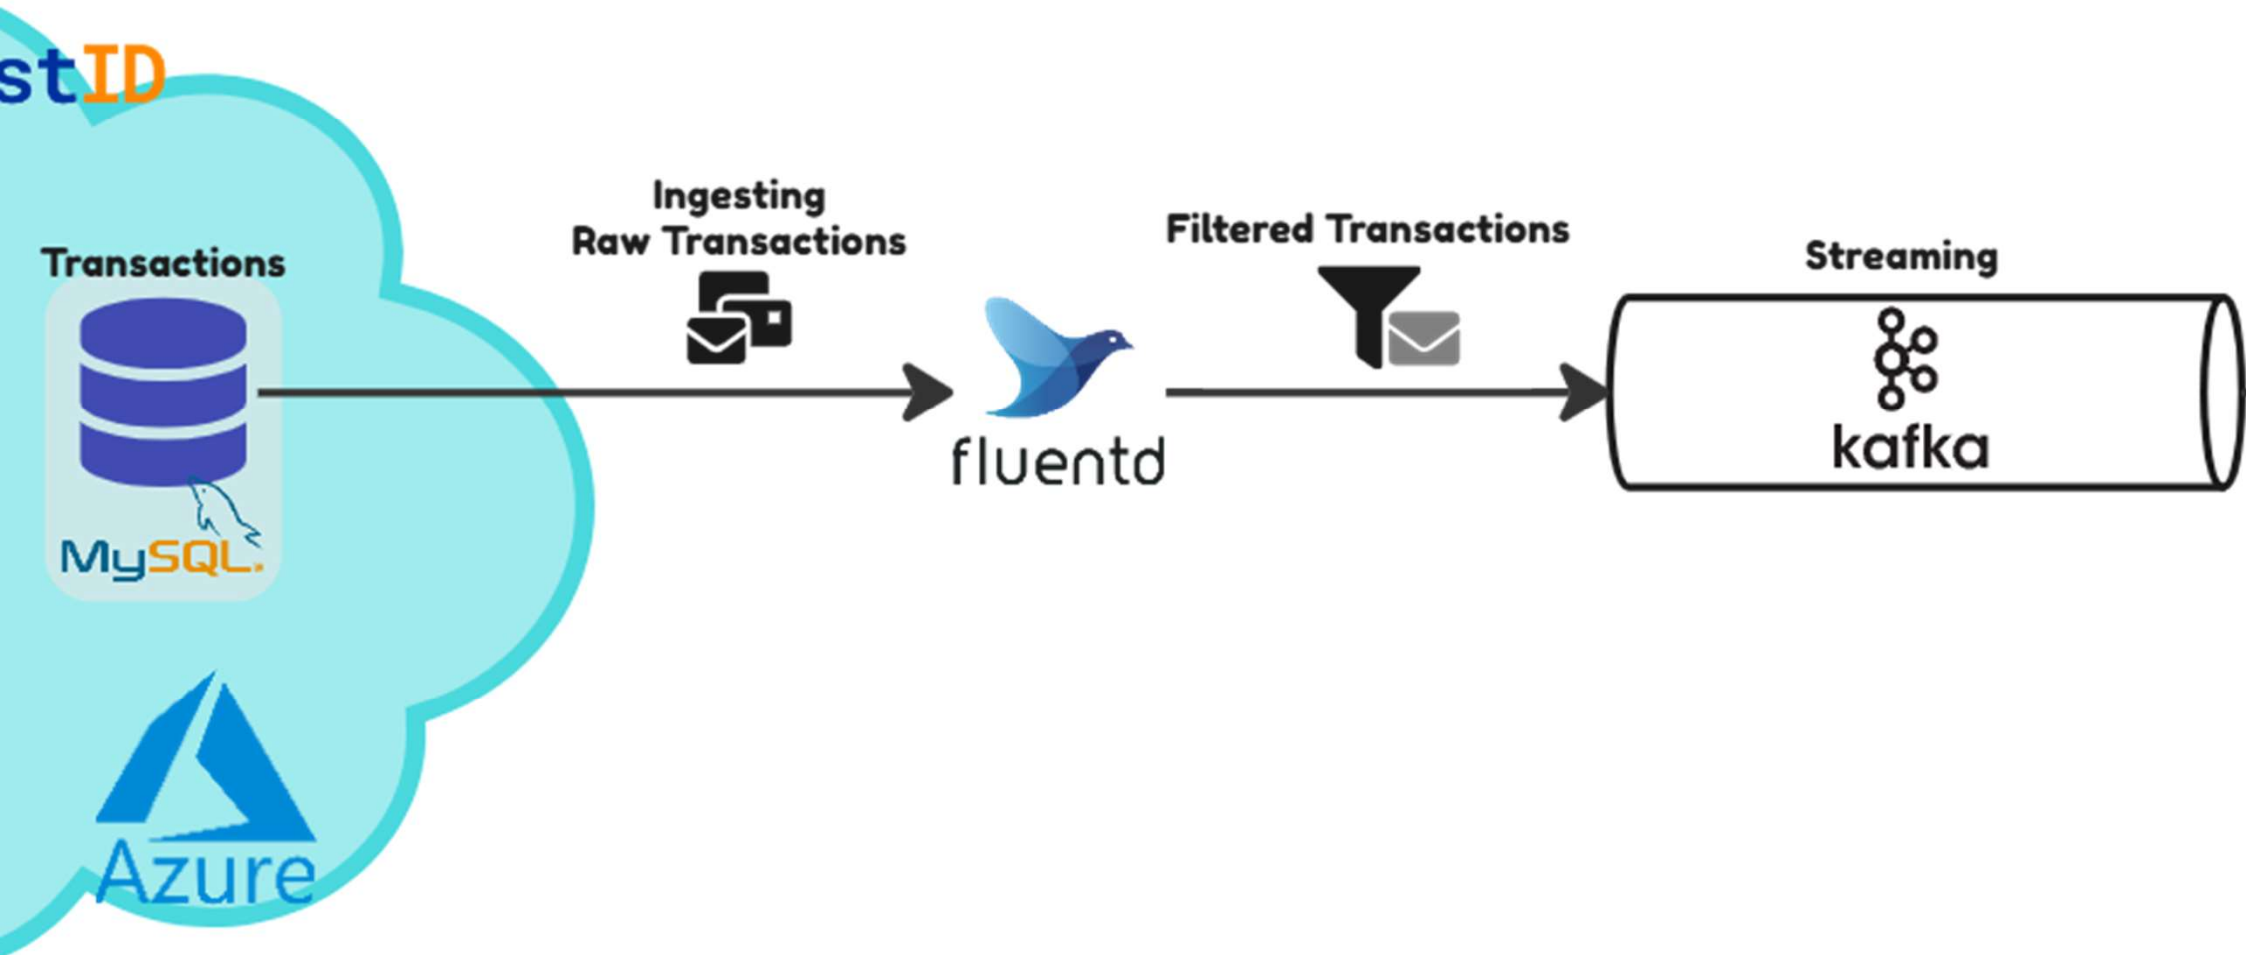 stID
Transactions
MySQL
Azure
Ingesting
Raw Transactions
fluentd
Filtered Transactions
Streaming
kafka